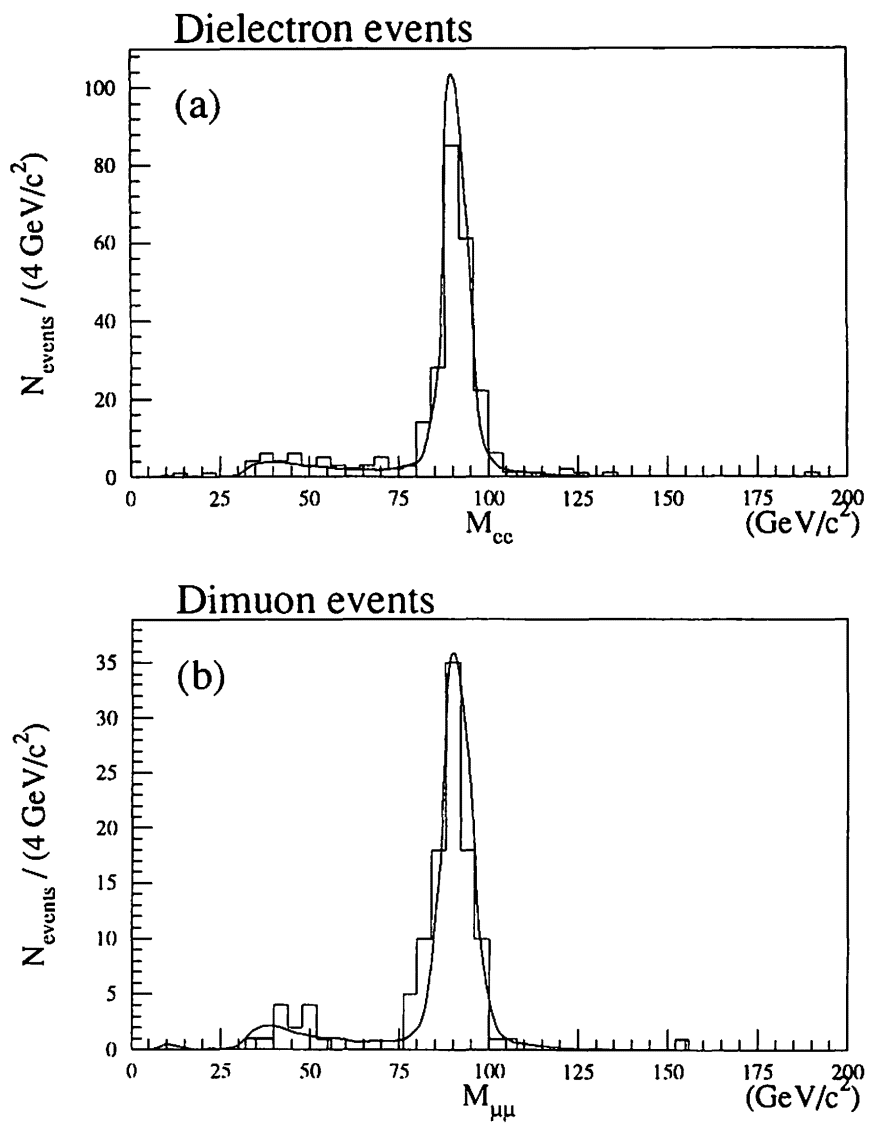 Dielectron events
(a)
N_events / (4 GeV/c²)
100
80
60
40
20
0
0 25 50 75 100 125 150 175 200
M_cc (GeV/c²)
Dimuon events
(b)
N_events / (4 GeV/c²)
35
30
25
20
15
10
5
0
0 25 50 75 100 125 150 175 200
M_μμ (GeV/c²)